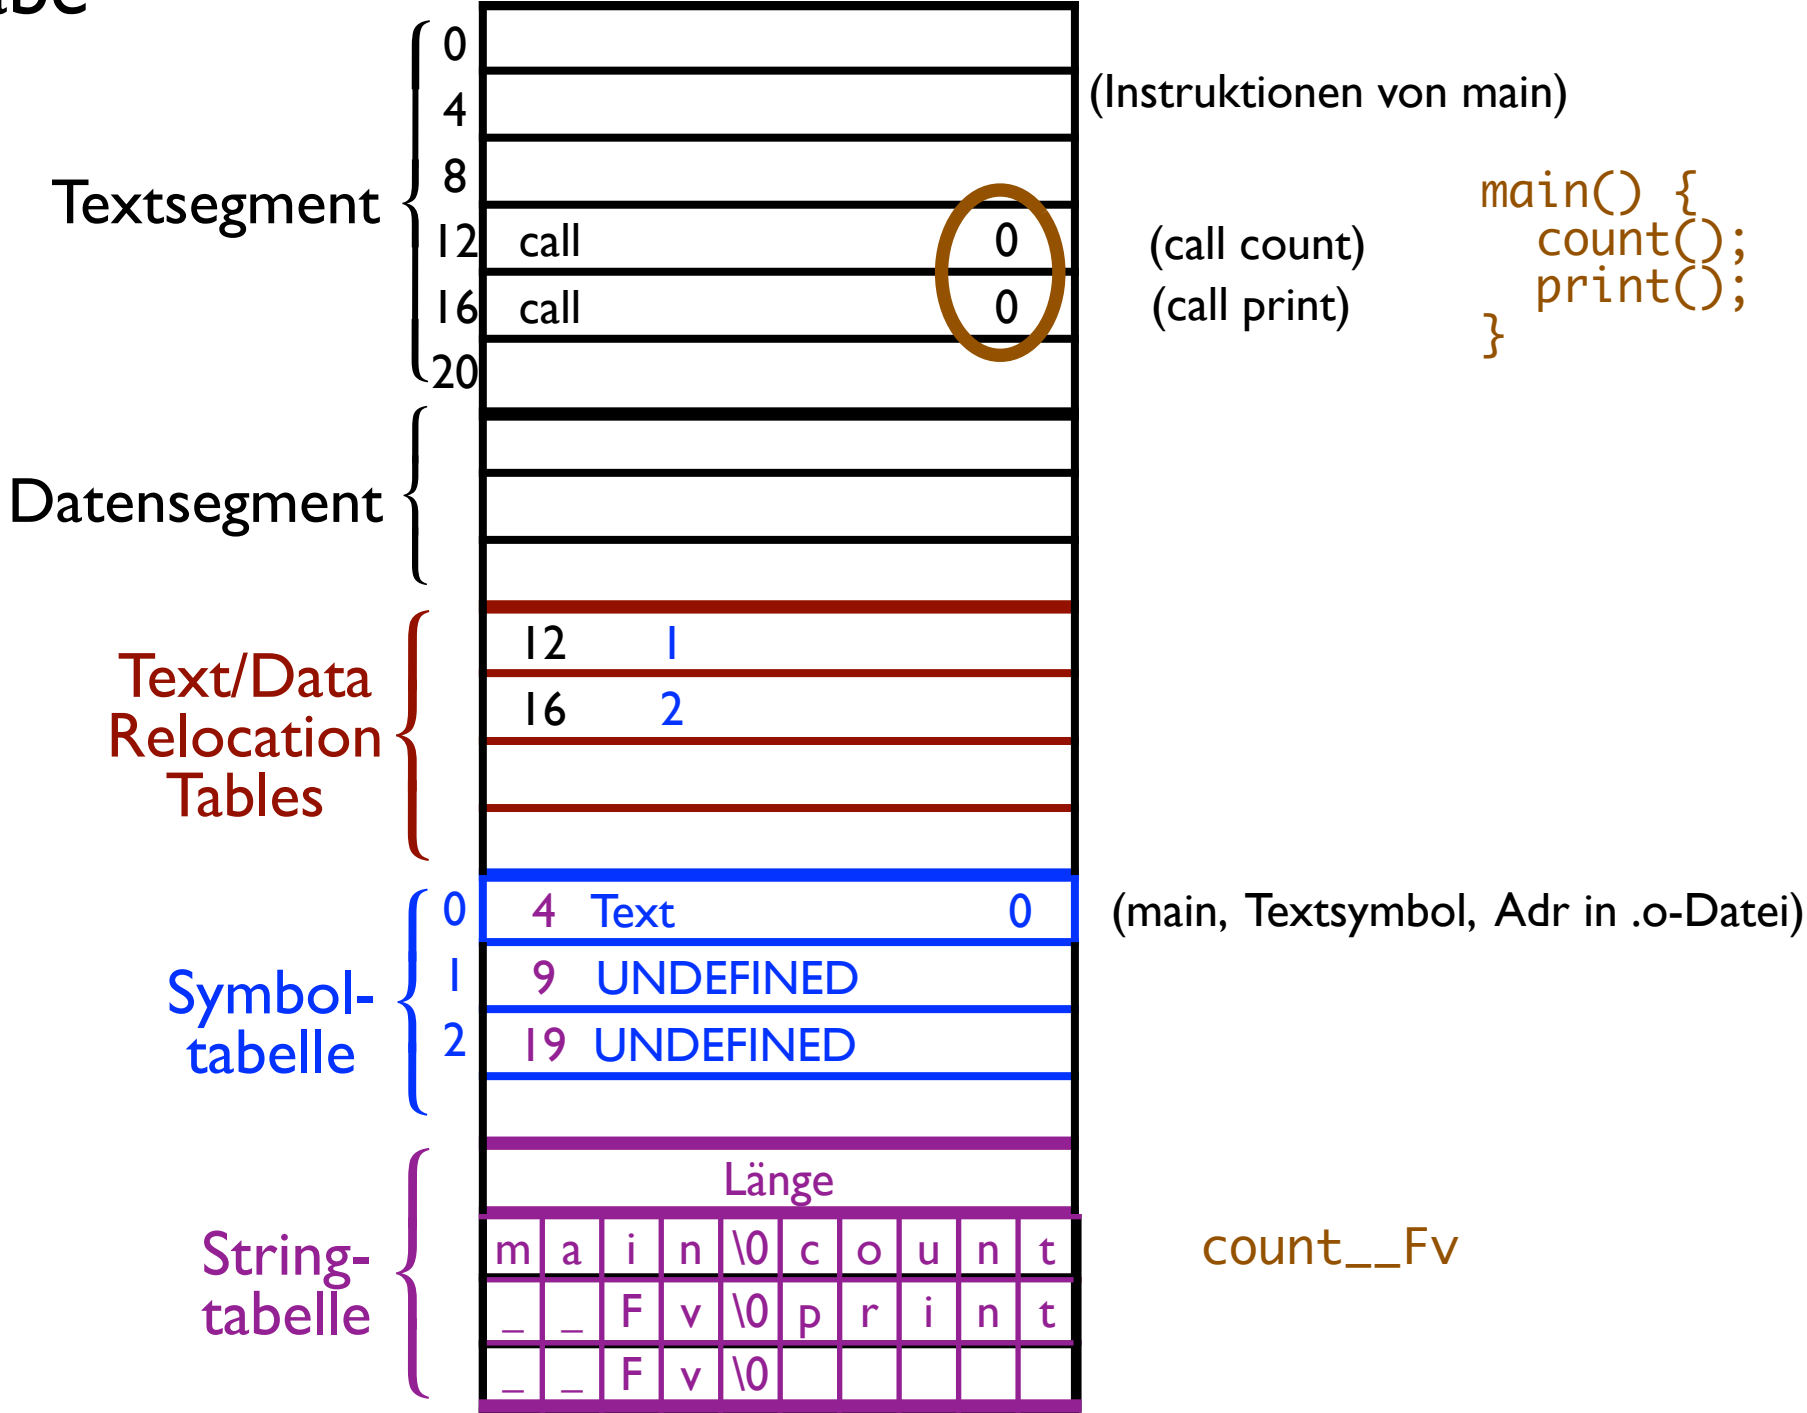 0
4 (Instruktionen von main)
8
Textsegment
main() {
12 call 0 (call count) count();
16 call 0 (call print) print();
}
20
Datensegment
12 1
Text/Data
16 2
Relocation
Tables
0 4 Text 0 (main, Textsymbol, Adr in .o-Datei)
1 9 UNDEFINED
Symbol-
2 19 UNDEFINED
tabelle
Länge
m a i n \0 c o u n t
String-
count__Fv
tabelle
_ _ F v \0 p r i n t
_ _ F v \0